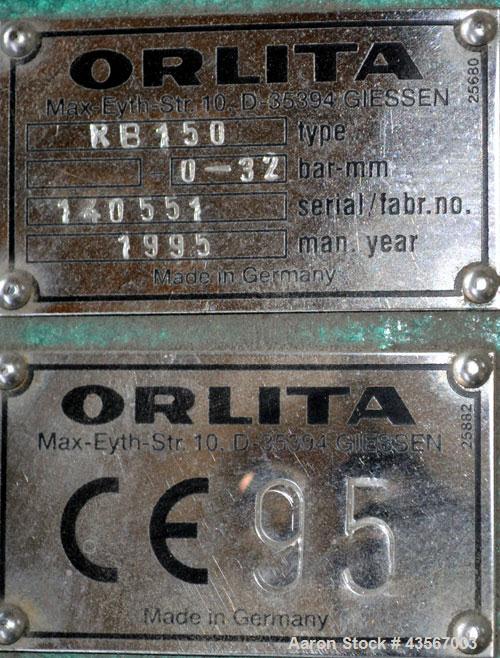 ORLITA
Max-Eyth-Str. 10, D-35394 GIESSEN
25680
RB150 type
0-32 bar-mm
140551 serial/fabr.no.
1995 man. year
Made in Germany
ORLITA
Max-Eyth-Str. 10, D-35394 GIESSEN
25882
CE 95
Made in Germany
Aaron Stock # 43567003